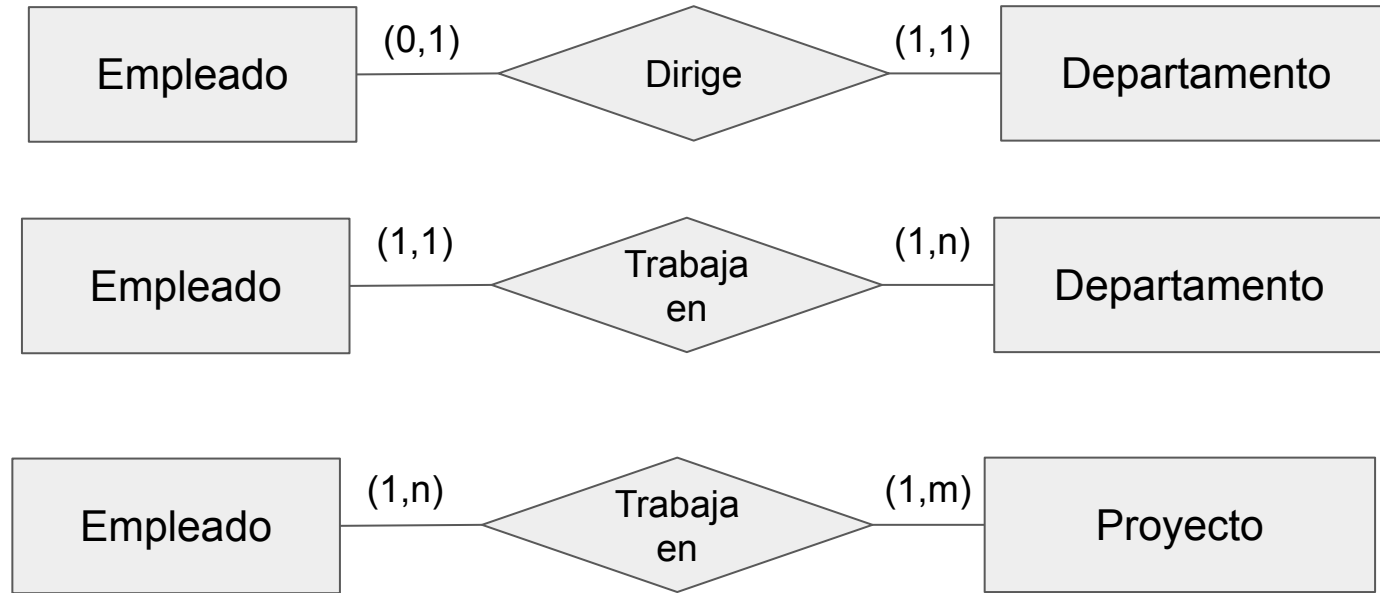 Empleado
(0,1)
Dirige
(1,1)
Departamento
Empleado
(1,1)
Trabaja
en
(1,n)
Departamento
Empleado
(1,n)
Trabaja
en
(1,m)
Proyecto